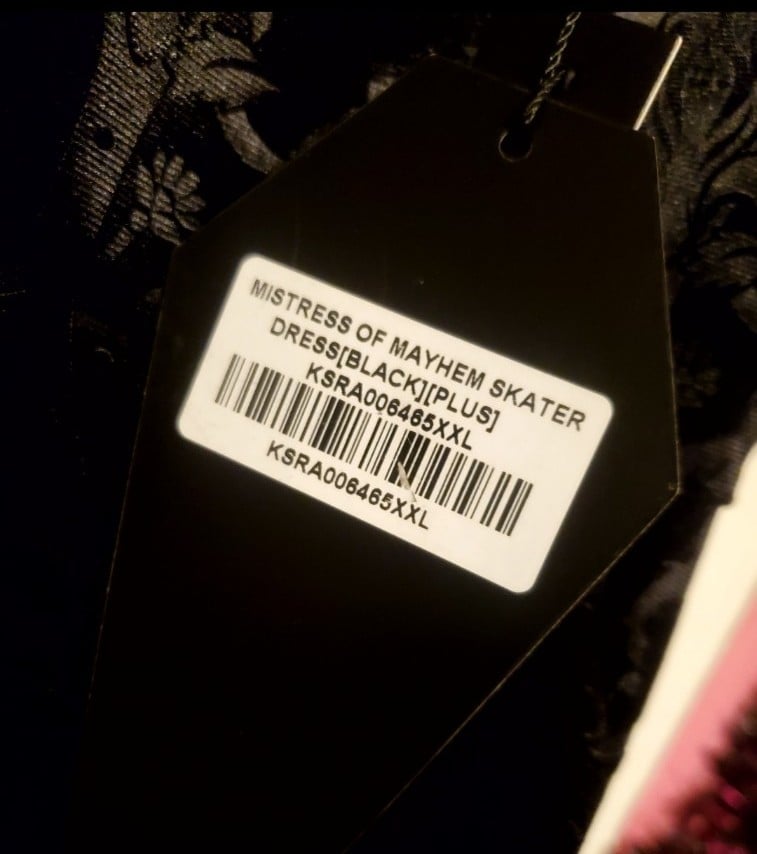 MISTRESS OF MAYHEM SKATER
DRESS[BLACK][PLUS]
KSRA006465XXL
KSRA006465XXL